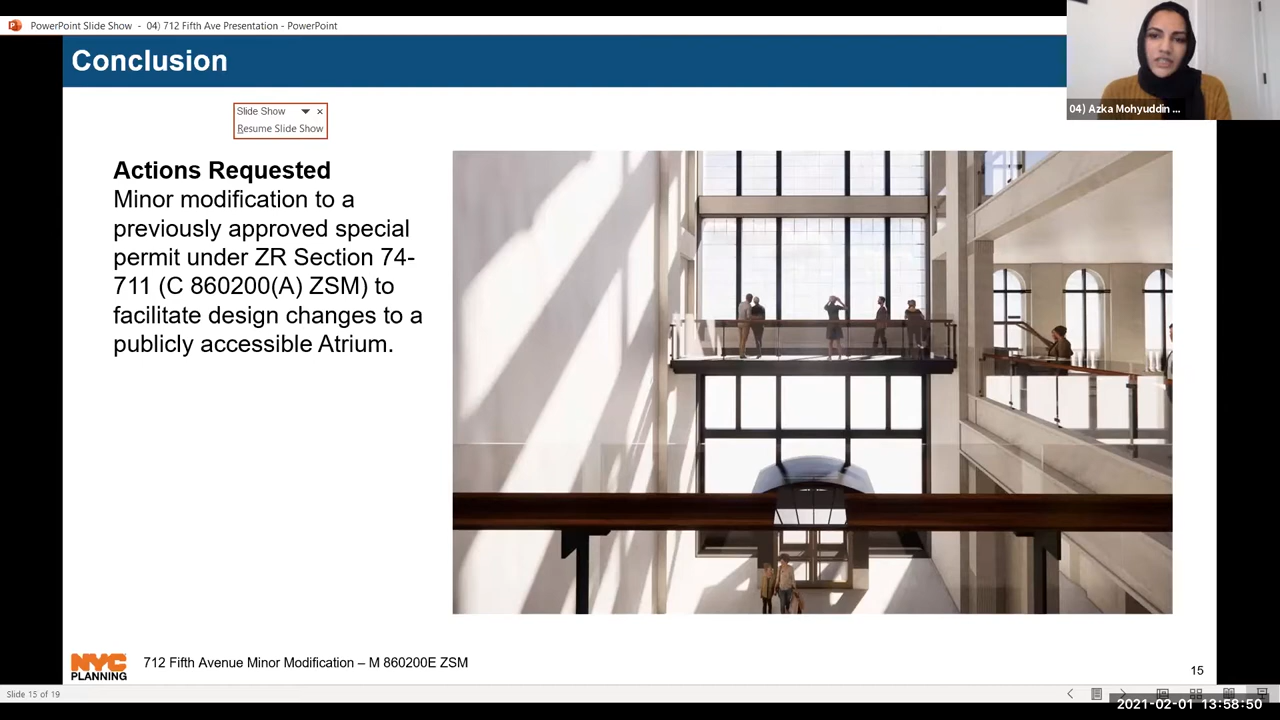 PowerPoint Slide Show - 04) 712 Fifth Ave Presentation - PowerPoint
Conclusion
04) Azka Mohyuddin ...
Slide Show
Resume Slide Show
Actions Requested
Minor modification to a
previously approved special
permit under ZR Section 74-
711 (C 860200(A) ZSM) to
facilitate design changes to a
publicly accessible Atrium.
NYC
PLANNING
712 Fifth Avenue Minor Modification – M 860200E ZSM
15
Slide 15 of 19
2021-02-01 13:58:50